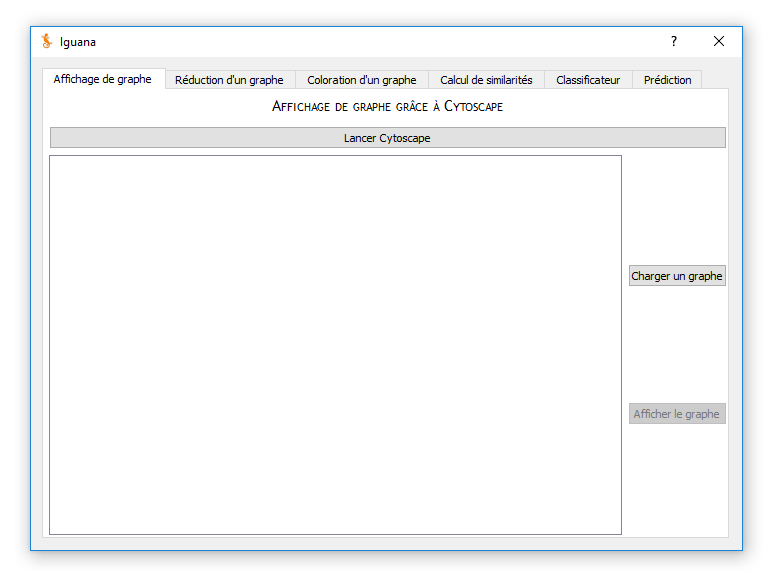 Iguana
?
Affichage de graphe Réduction d'un graphe Coloration d'un graphe Calcul de similarités Classificateur Prédiction
Affichage de graphe grâce à Cytoscape
Lancer Cytoscape
Charger un graphe
Afficher le graphe